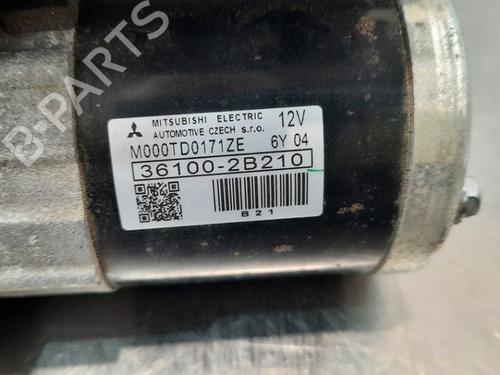 MITSUBISHI ELECTRIC 12V
AUTOMOTIVE CZECH s.r.o.
M000TD0171ZE 6Y 04
36100-2B210
B21
B PARTS